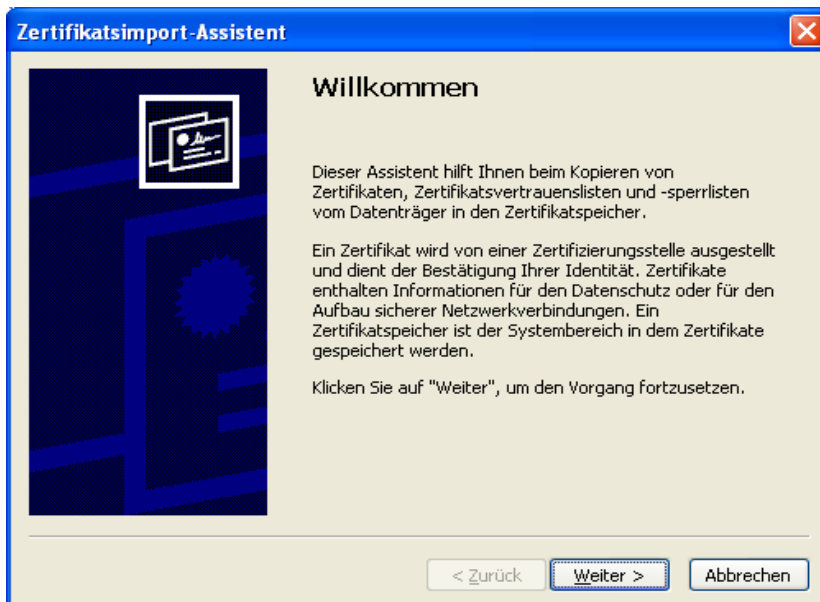 Zertifikatsimport-Assistent
Willkommen
Dieser Assistent hilft Ihnen beim Kopieren von
Zertifikaten, Zertifikatsvertrauenslisten und -sperrlisten
vom Datenträger in den Zertifikatspeicher.
Ein Zertifikat wird von einer Zertifizierungsstelle ausgestellt
und dient der Bestätigung Ihrer Identität. Zertifikate
enthalten Informationen für den Datenschutz oder für den
Aufbau sicherer Netzwerkverbindungen. Ein
Zertifikatspeicher ist der Systembereich in dem Zertifikate
gespeichert werden.
Klicken Sie auf "Weiter", um den Vorgang fortzusetzen.
< Zurück Weiter > Abbrechen